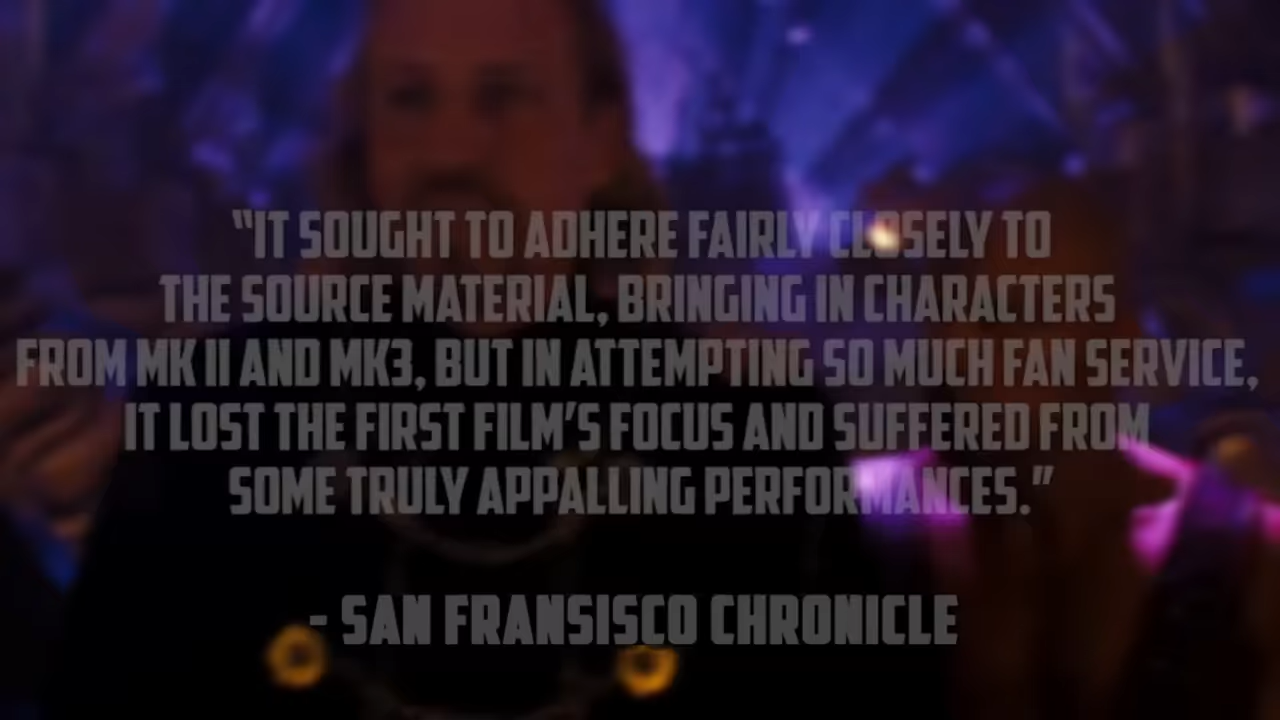 “IT SOUGHT TO ADHERE FAIRLY CLOSELY TO
THE SOURCE MATERIAL, BRINGING IN CHARACTERS
FROM MK II AND MK3, BUT IN ATTEMPTING SO MUCH FAN SERVICE,
IT LOST THE FIRST FILM’S FOCUS AND SUFFERED FROM
SOME TRULY APPALLING PERFORMANCES.”
- SAN FRANSISCO CHRONICLE